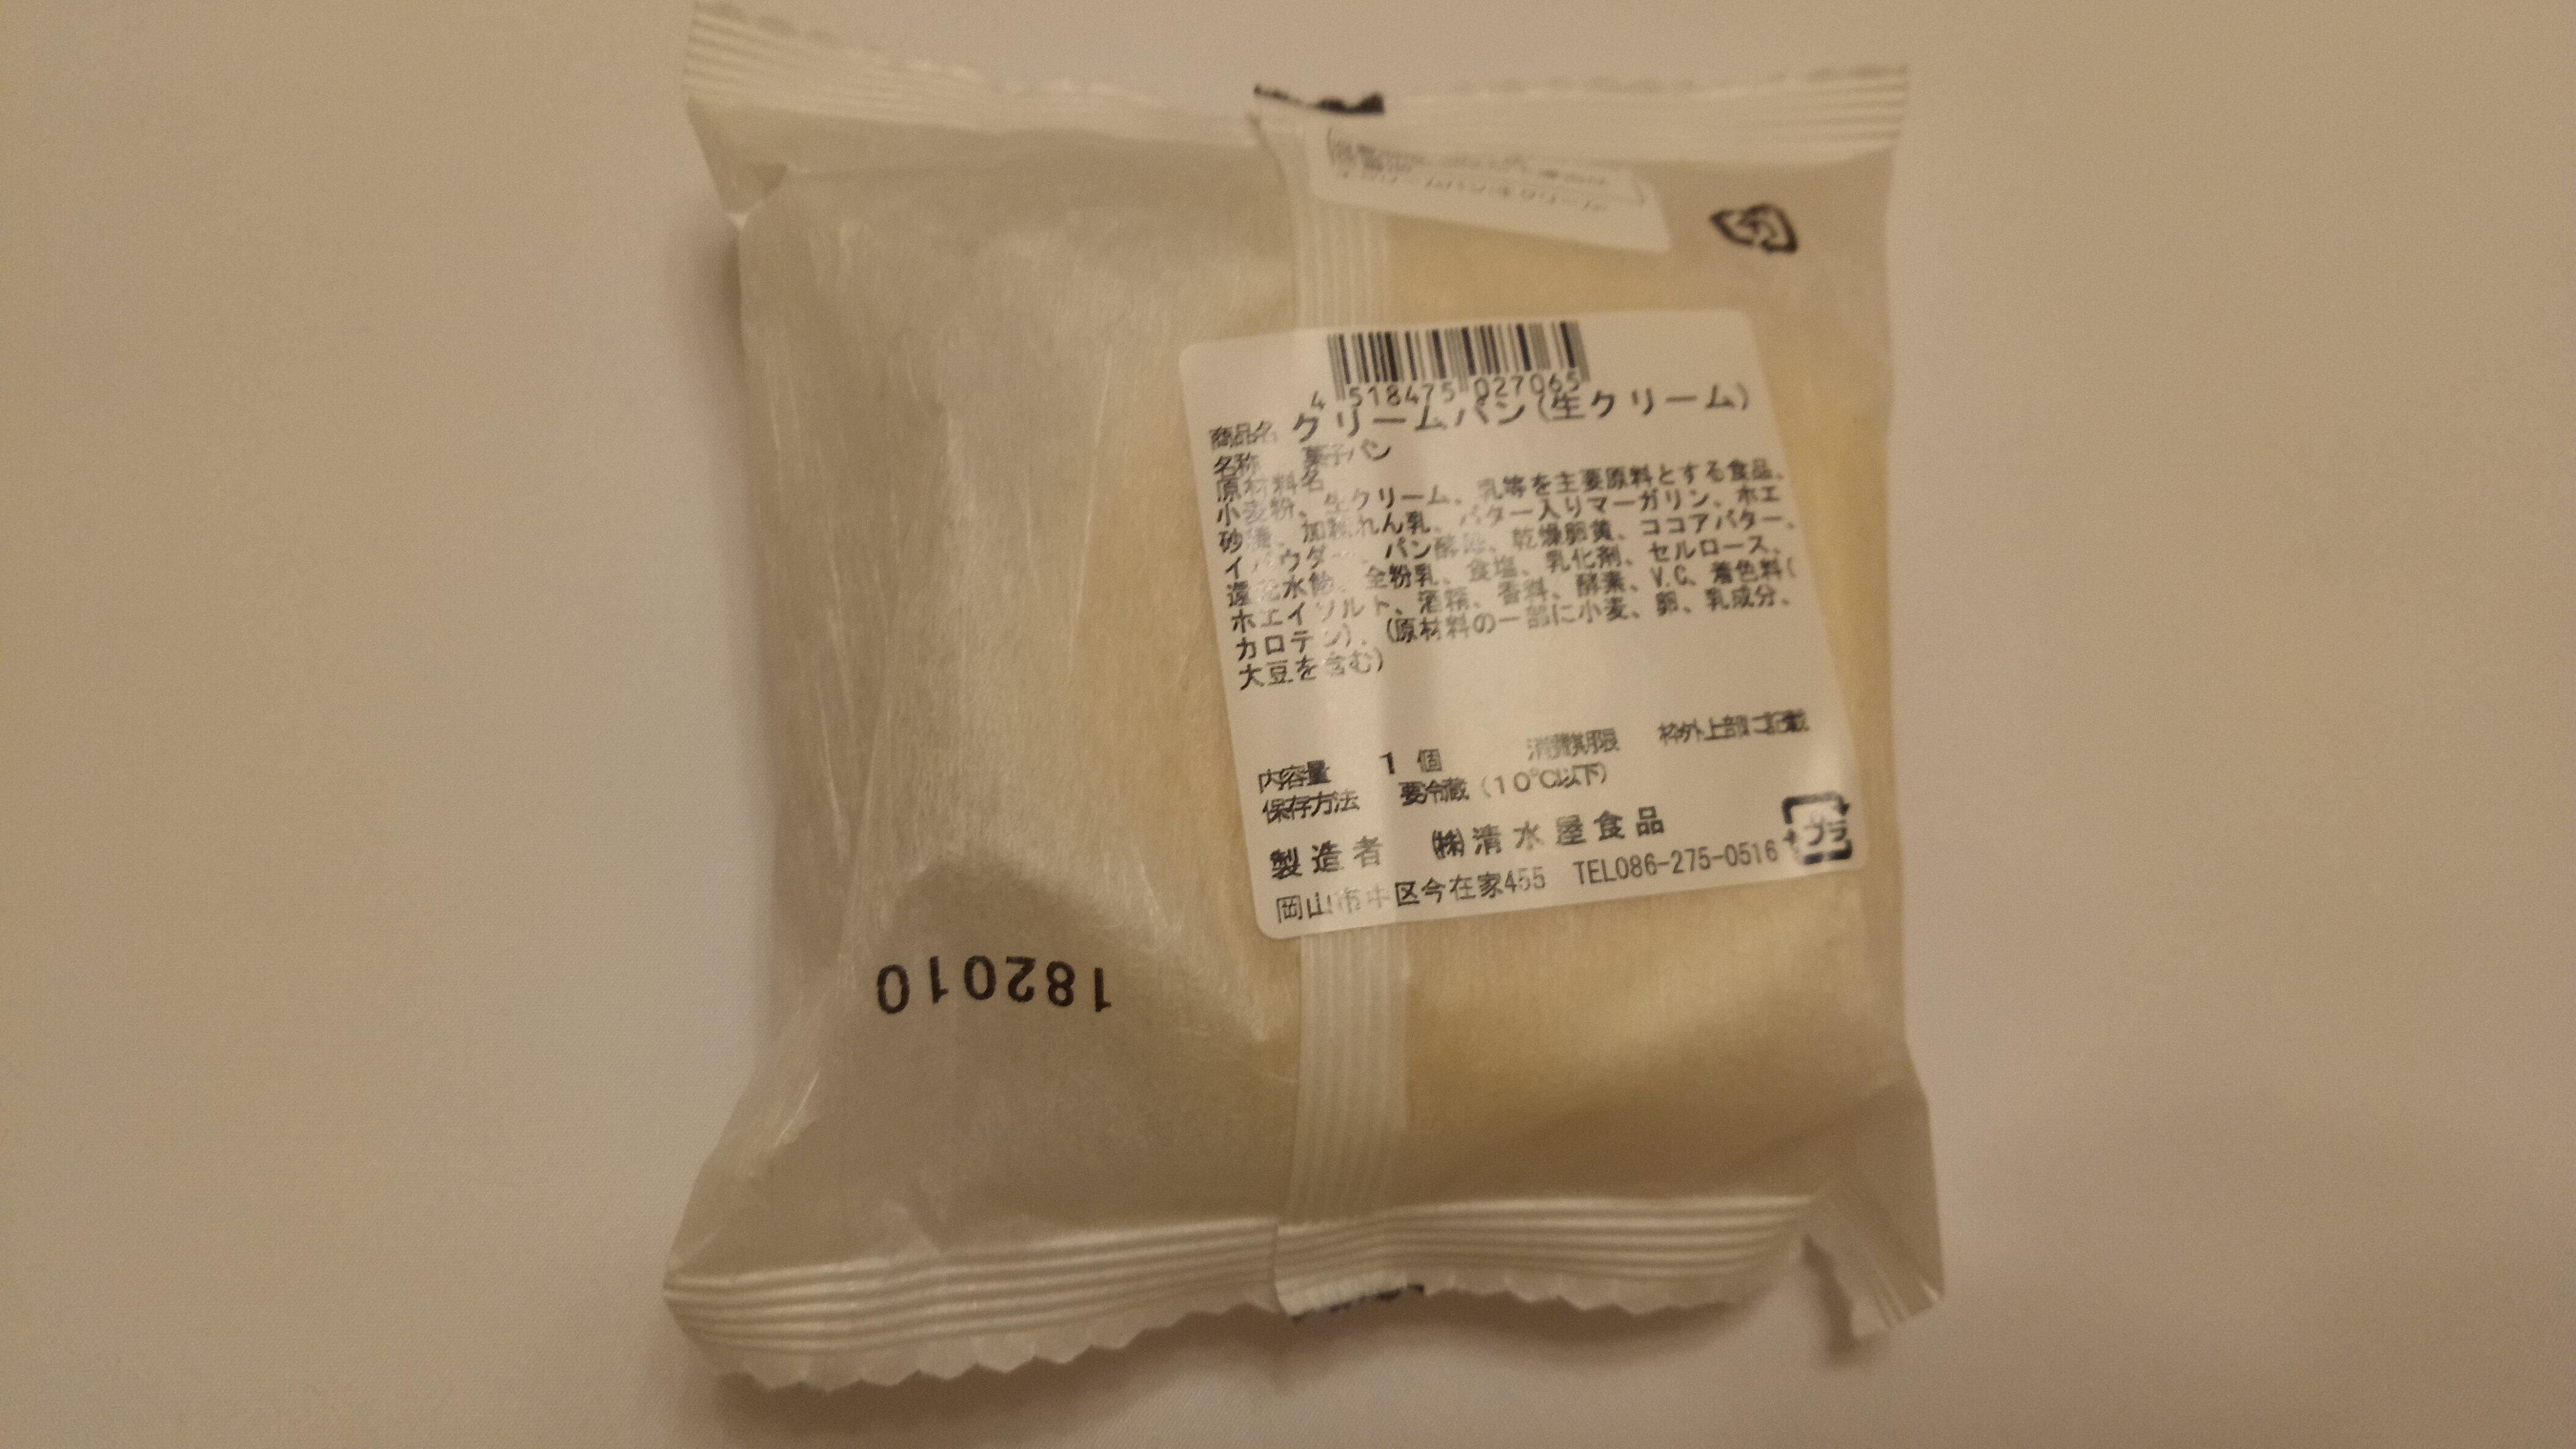 4 518475 027065
商品名 クリームパン(生クリーム)
名称 菓子パン
原材料名
小麦粉、生クリーム、乳等を主要原料とする食品、
砂糖、加糖れん乳、バター入りマーガリン、ホエ
イパウダー、パン酵母、乾燥卵黄、ココアバター、
還元水飴、全粉乳、食塩、乳化剤、セルロース、
ホエイソルト、酒精、香料、酵素、V.C、着色料(
カロテン)、(原材料の一部に小麦、卵、乳成分、
大豆を含む)
内容量 1個 消費期限 枠外上部に記載
保存方法 要冷蔵(10℃以下)
製造者 ㈱清水屋食品
岡山市中区今在家455 TEL086-275-0516
プラ
182010